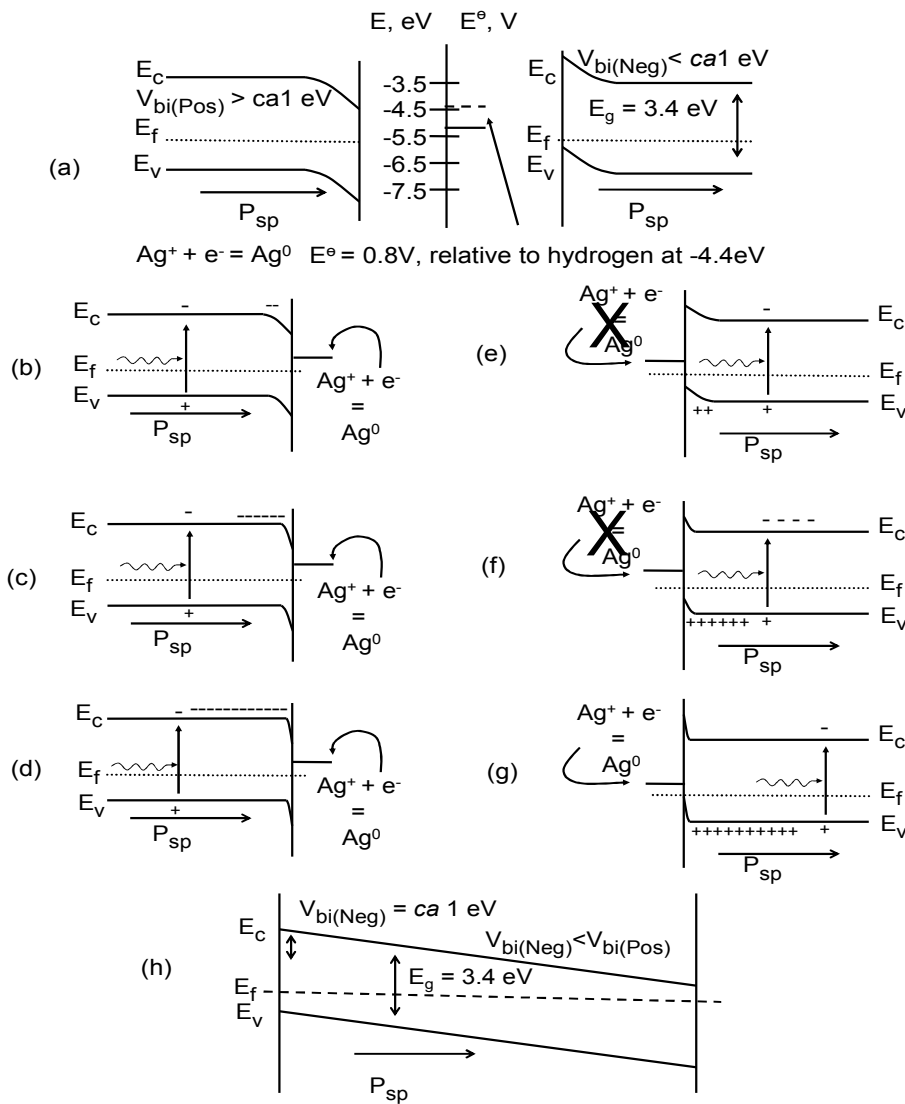 E, eV E⁰, V
E_c
V_bi(Pos) > ca1 eV
E_f
E_v
P_sp
(a)
-3.5
-4.5
-5.5
-6.5
-7.5
E_c
V_bi(Neg) < ca1 eV
E_g = 3.4 eV
E_f
E_v
P_sp
Ag⁺ + e⁻ = Ag⁰ E⁰ = 0.8V, relative to hydrogen at -4.4eV
(b)
E_c
- --
E_f
E_v
+
P_sp
Ag⁺ + e⁻
=
Ag⁰
(e)
Ag⁺ + e⁻
=
Ag⁰
-
E_c
E_f
E_v
++ +
P_sp
(c)
E_c
- ------
E_f
E_v
+
P_sp
Ag⁺ + e⁻
=
Ag⁰
(f)
Ag⁺ + e⁻
=
Ag⁰
- - - -
E_c
E_f
E_v
++++++ +
P_sp
(d)
E_c
- ------------
E_f
E_v
+
P_sp
Ag⁺ + e⁻
=
Ag⁰
(g)
Ag⁺ + e⁻
=
Ag⁰
-
E_c
E_f
E_v
++++++++++ +
P_sp
(h)
V_bi(Neg) = ca 1 eV
E_c
V_bi(Neg)<V_bi(Pos)
E_g = 3.4 eV
E_f
E_v
P_sp